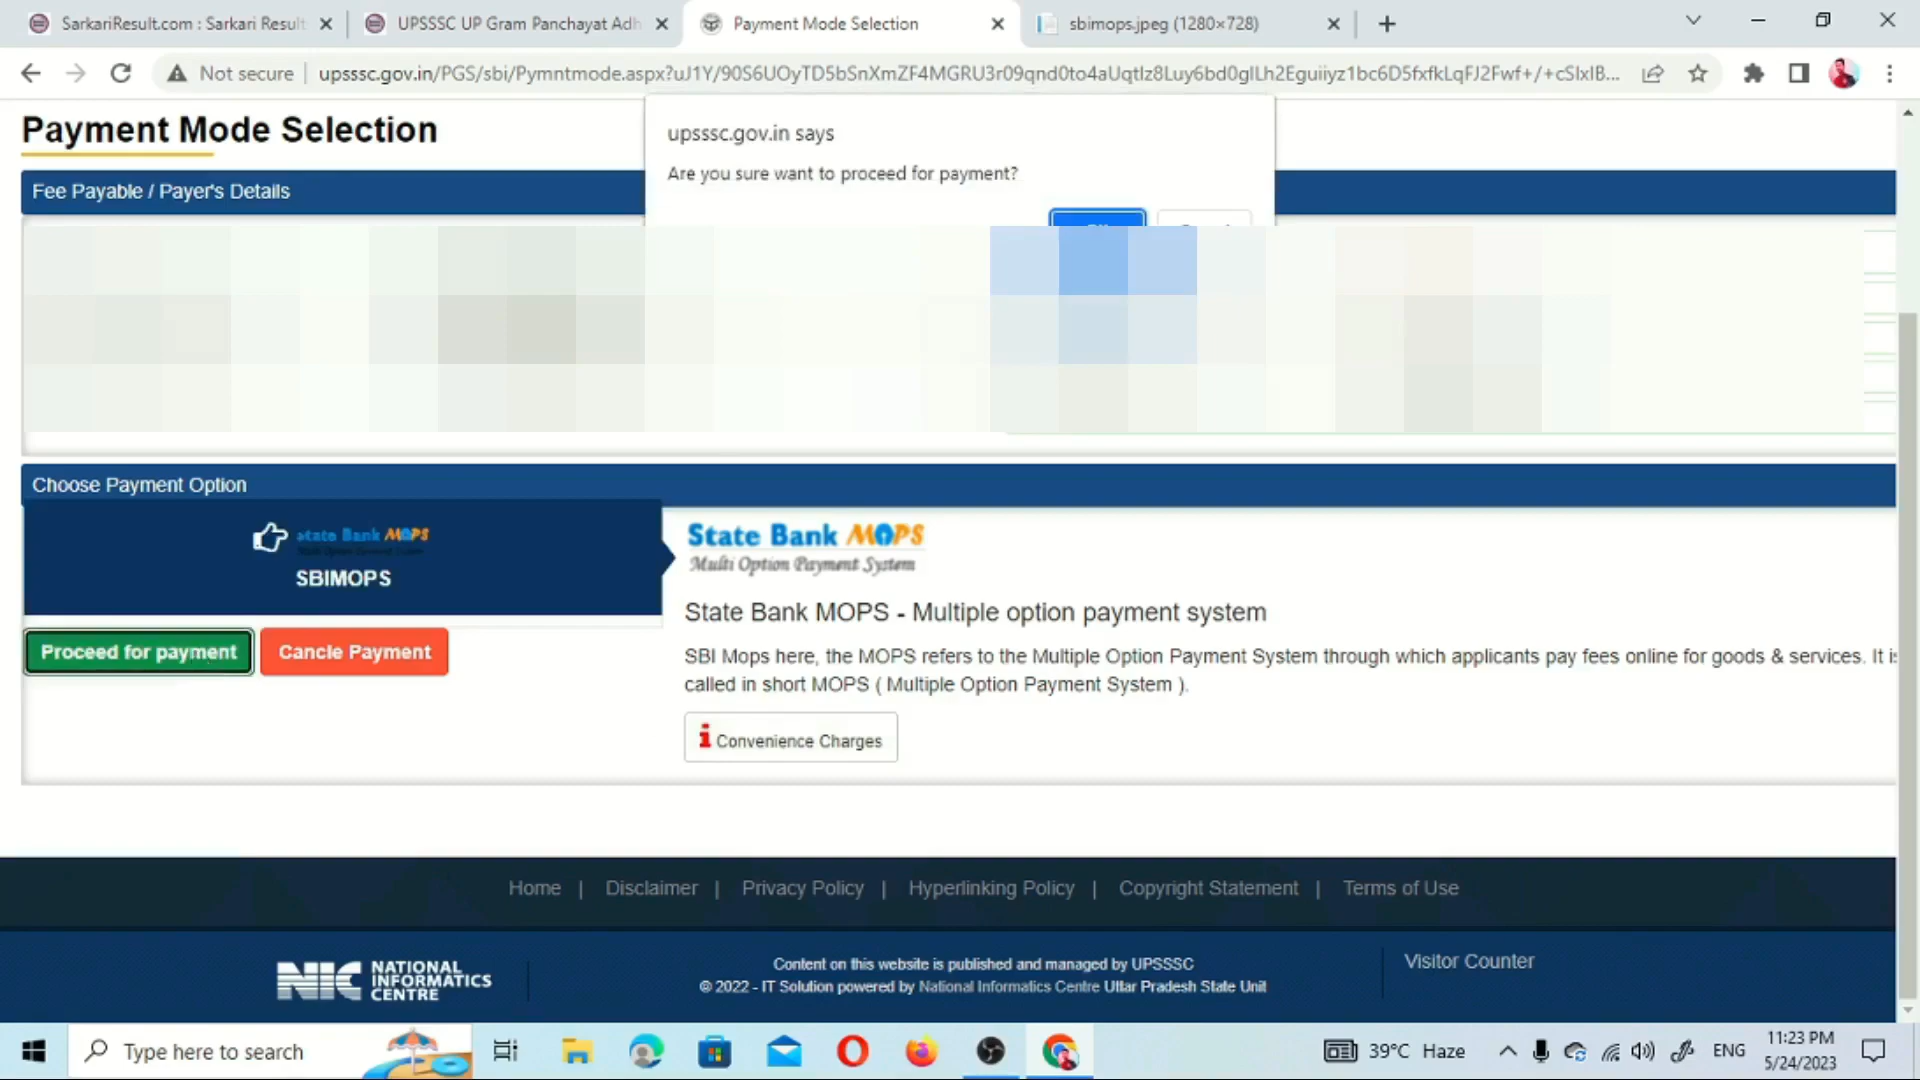 SarkariResult.com : Sarkari Result
UPSSSC UP Gram Panchayat Adh
Payment Mode Selection
sbimops.jpeg (1280×728)
Not secure
upsssc.gov.in/PGS/sbi/Pymntmode.aspx?uJ1Y/90S6UOyTD5bSnXmZF4MGRU3r09qnd0to4aUqtlz8Luy6bd0glLh2Eguiiyz1bc6D5fxfkLqFJ2Fwf+/+cSIxIB...
Payment Mode Selection
upsssc.gov.in says
Are you sure want to proceed for payment?
Fee Payable / Payer's Details
Choose Payment Option
State Bank MOPS
SBIMOPS
State Bank MOPS
Multi Option Payment System
Proceed for payment
Cancle Payment
State Bank MOPS - Multiple option payment system
SBI Mops here, the MOPS refers to the Multiple Option Payment System through which applicants pay fees online for goods & services. It is
called in short MOPS ( Multiple Option Payment System ).
Convenience Charges
Home | Disclaimer | Privacy Policy | Hyperlinking Policy | Copyright Statement | Terms of Use
NIC NATIONAL
INFORMATICS
CENTRE
Content on this website is published and managed by UPSSSC
© 2022 - IT Solution powered by National Informatics Centre Uttar Pradesh State Unit
Visitor Counter
Type here to search
39°C Haze
ENG
11:23 PM
5/24/2023